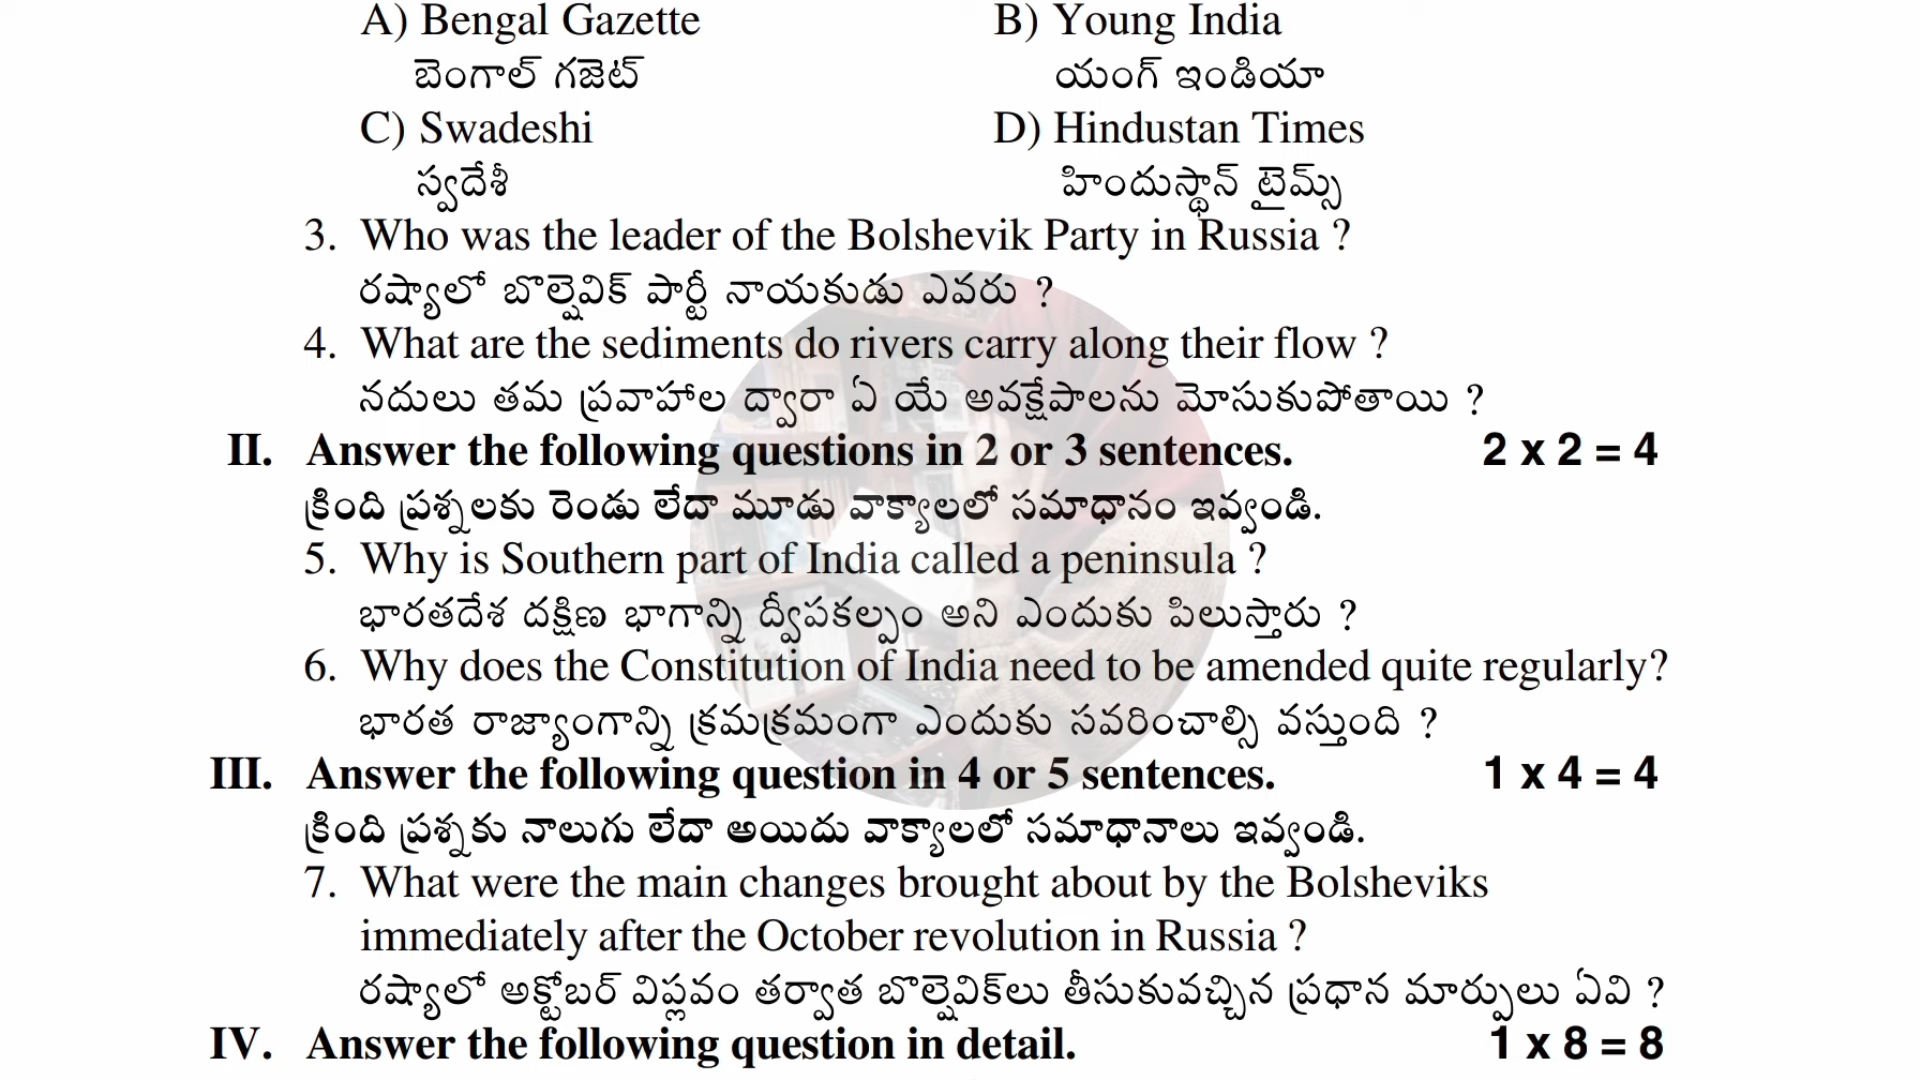 A) Bengal Gazette B) Young India
బెంగాల్ గజెట్ యంగ్ ఇండియా
C) Swadeshi D) Hindustan Times
స్వదేశీ హిందుస్థాన్ టైమ్స్
3. Who was the leader of the Bolshevik Party in Russia ?
రష్యాలో బొల్షెవిక్ పార్టీ నాయకుడు ఎవరు ?
4. What are the sediments do rivers carry along their flow ?
నదులు తమ ప్రవాహాల ద్వారా ఏ యే అవక్షేపాలను మోసుకుపోతాయి ?
II. Answer the following questions in 2 or 3 sentences. 2 x 2 = 4
క్రింది ప్రశ్నలకు రెండు లేదా మూడు వాక్యాలలో సమాధానం ఇవ్వండి.
5. Why is Southern part of India called a peninsula ?
భారతదేశ దక్షిణ భాగాన్ని ద్వీపకల్పం అని ఎందుకు పిలుస్తారు ?
6. Why does the Constitution of India need to be amended quite regularly?
భారత రాజ్యాంగాన్ని క్రమక్రమంగా ఎందుకు సవరించాల్సి వస్తుంది ?
III. Answer the following question in 4 or 5 sentences. 1 x 4 = 4
క్రింది ప్రశ్నకు నాలుగు లేదా అయిదు వాక్యాలలో సమాధానాలు ఇవ్వండి.
7. What were the main changes brought about by the Bolsheviks
immediately after the October revolution in Russia ?
రష్యాలో అక్టోబర్ విప్లవం తర్వాత బొల్షెవిక్‌లు తీసుకువచ్చిన ప్రధాన మార్పులు ఏవి ?
IV. Answer the following question in detail. 1 x 8 = 8